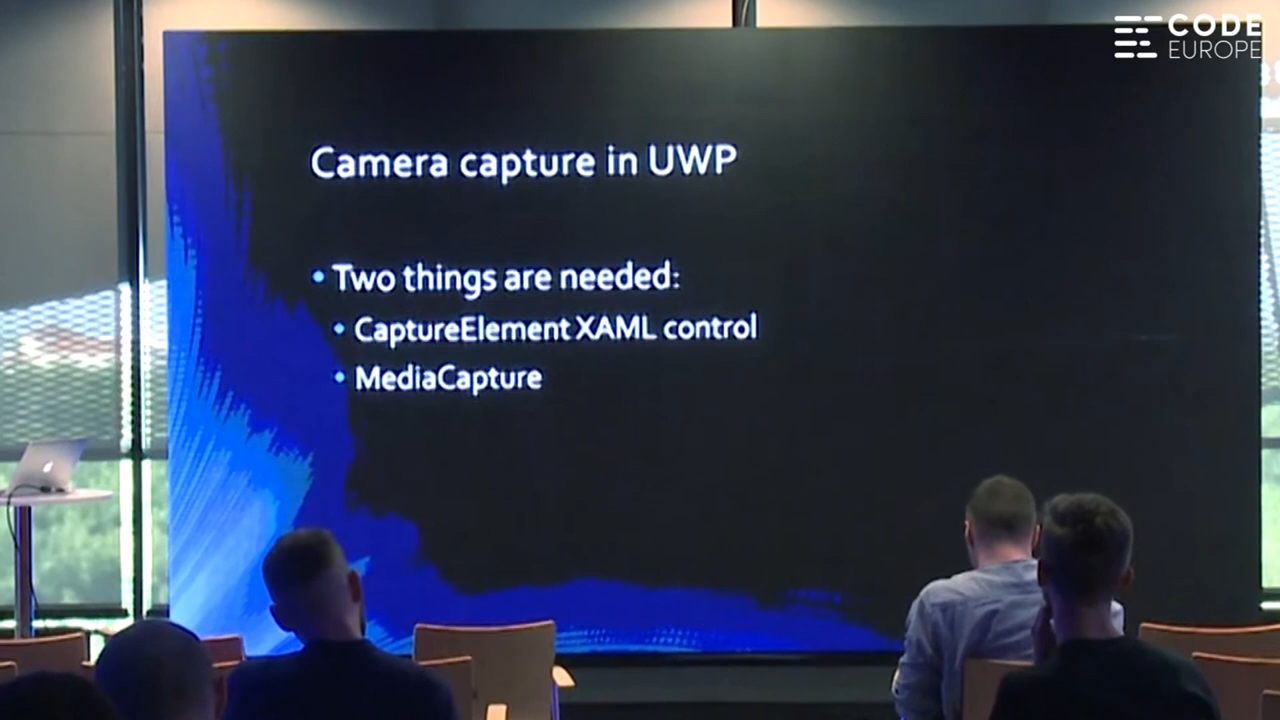 CODE
EUROPE
Camera capture in UWP
• Two things are needed:
• CaptureElement XAML control
• MediaCapture